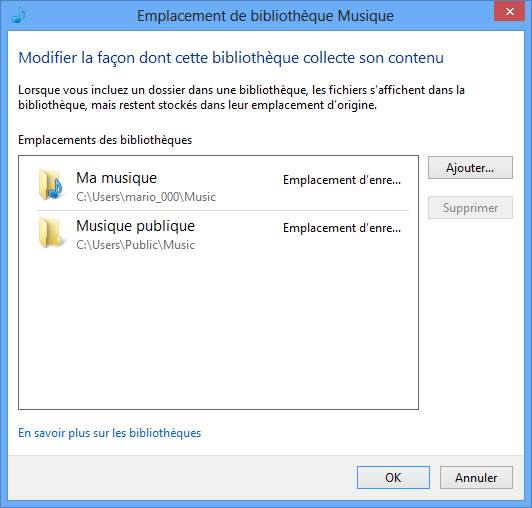 Emplacement de bibliothèque Musique
Modifier la façon dont cette bibliothèque collecte son contenu
Lorsque vous incluez un dossier dans une bibliothèque, les fichiers s’affichent dans la
bibliothèque, mais restent stockés dans leur emplacement d’origine.
Emplacements des bibliothèques
Ma musique
Emplacement d’enre...
C:\Users\mario_000\Music
Musique publique
Emplacement d’enre...
C:\Users\Public\Music
Ajouter...
Supprimer
En savoir plus sur les bibliothèques
OK
Annuler